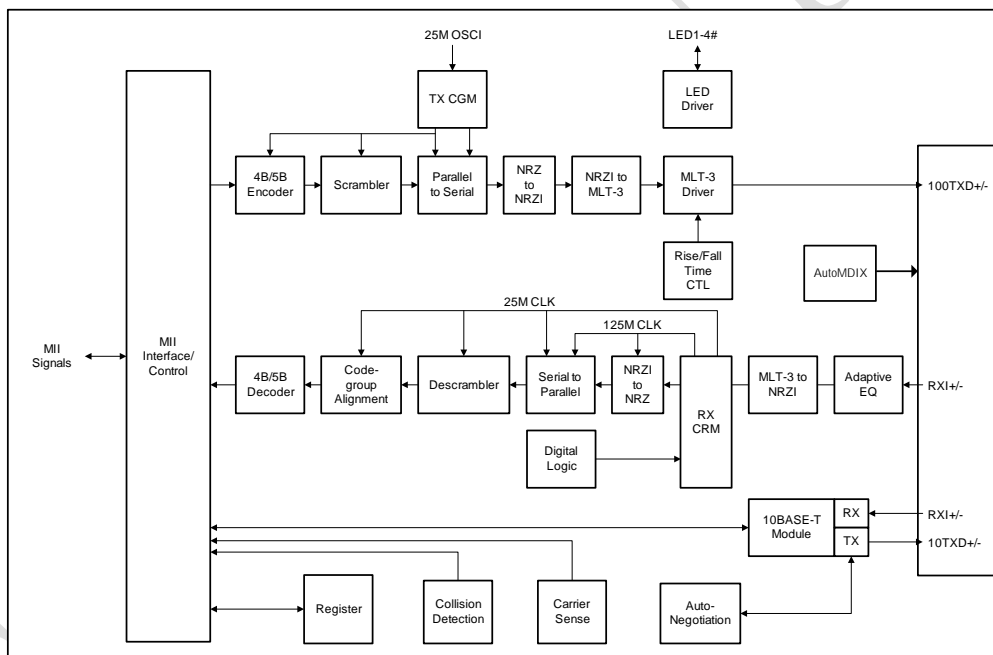 25M OSCI
LED1-4#
TX CGM
LED
Driver
4B/5B
Encoder
Scrambler
Parallel
to Serial
NRZ
to
NRZI
NRZI to
MLT-3
MLT-3
Driver
100TXD+/-
Rise/Fall
Time
CTL
AutoMDIX
25M CLK
125M CLK
MII
Signals
MII
Interface/
Control
4B/5B
Decoder
Code-
group
Alignment
Descrambler
Serial to
Parallel
NRZI
to
NRZ
RX
CRM
MLT-3 to
NRZI
Adaptive
EQ
RXI+/-
Digital
Logic
10BASE-T
Module
RX
TX
RXI+/-
10TXD+/-
Register
Collision
Detection
Carrier
Sense
Auto-
Negotiation